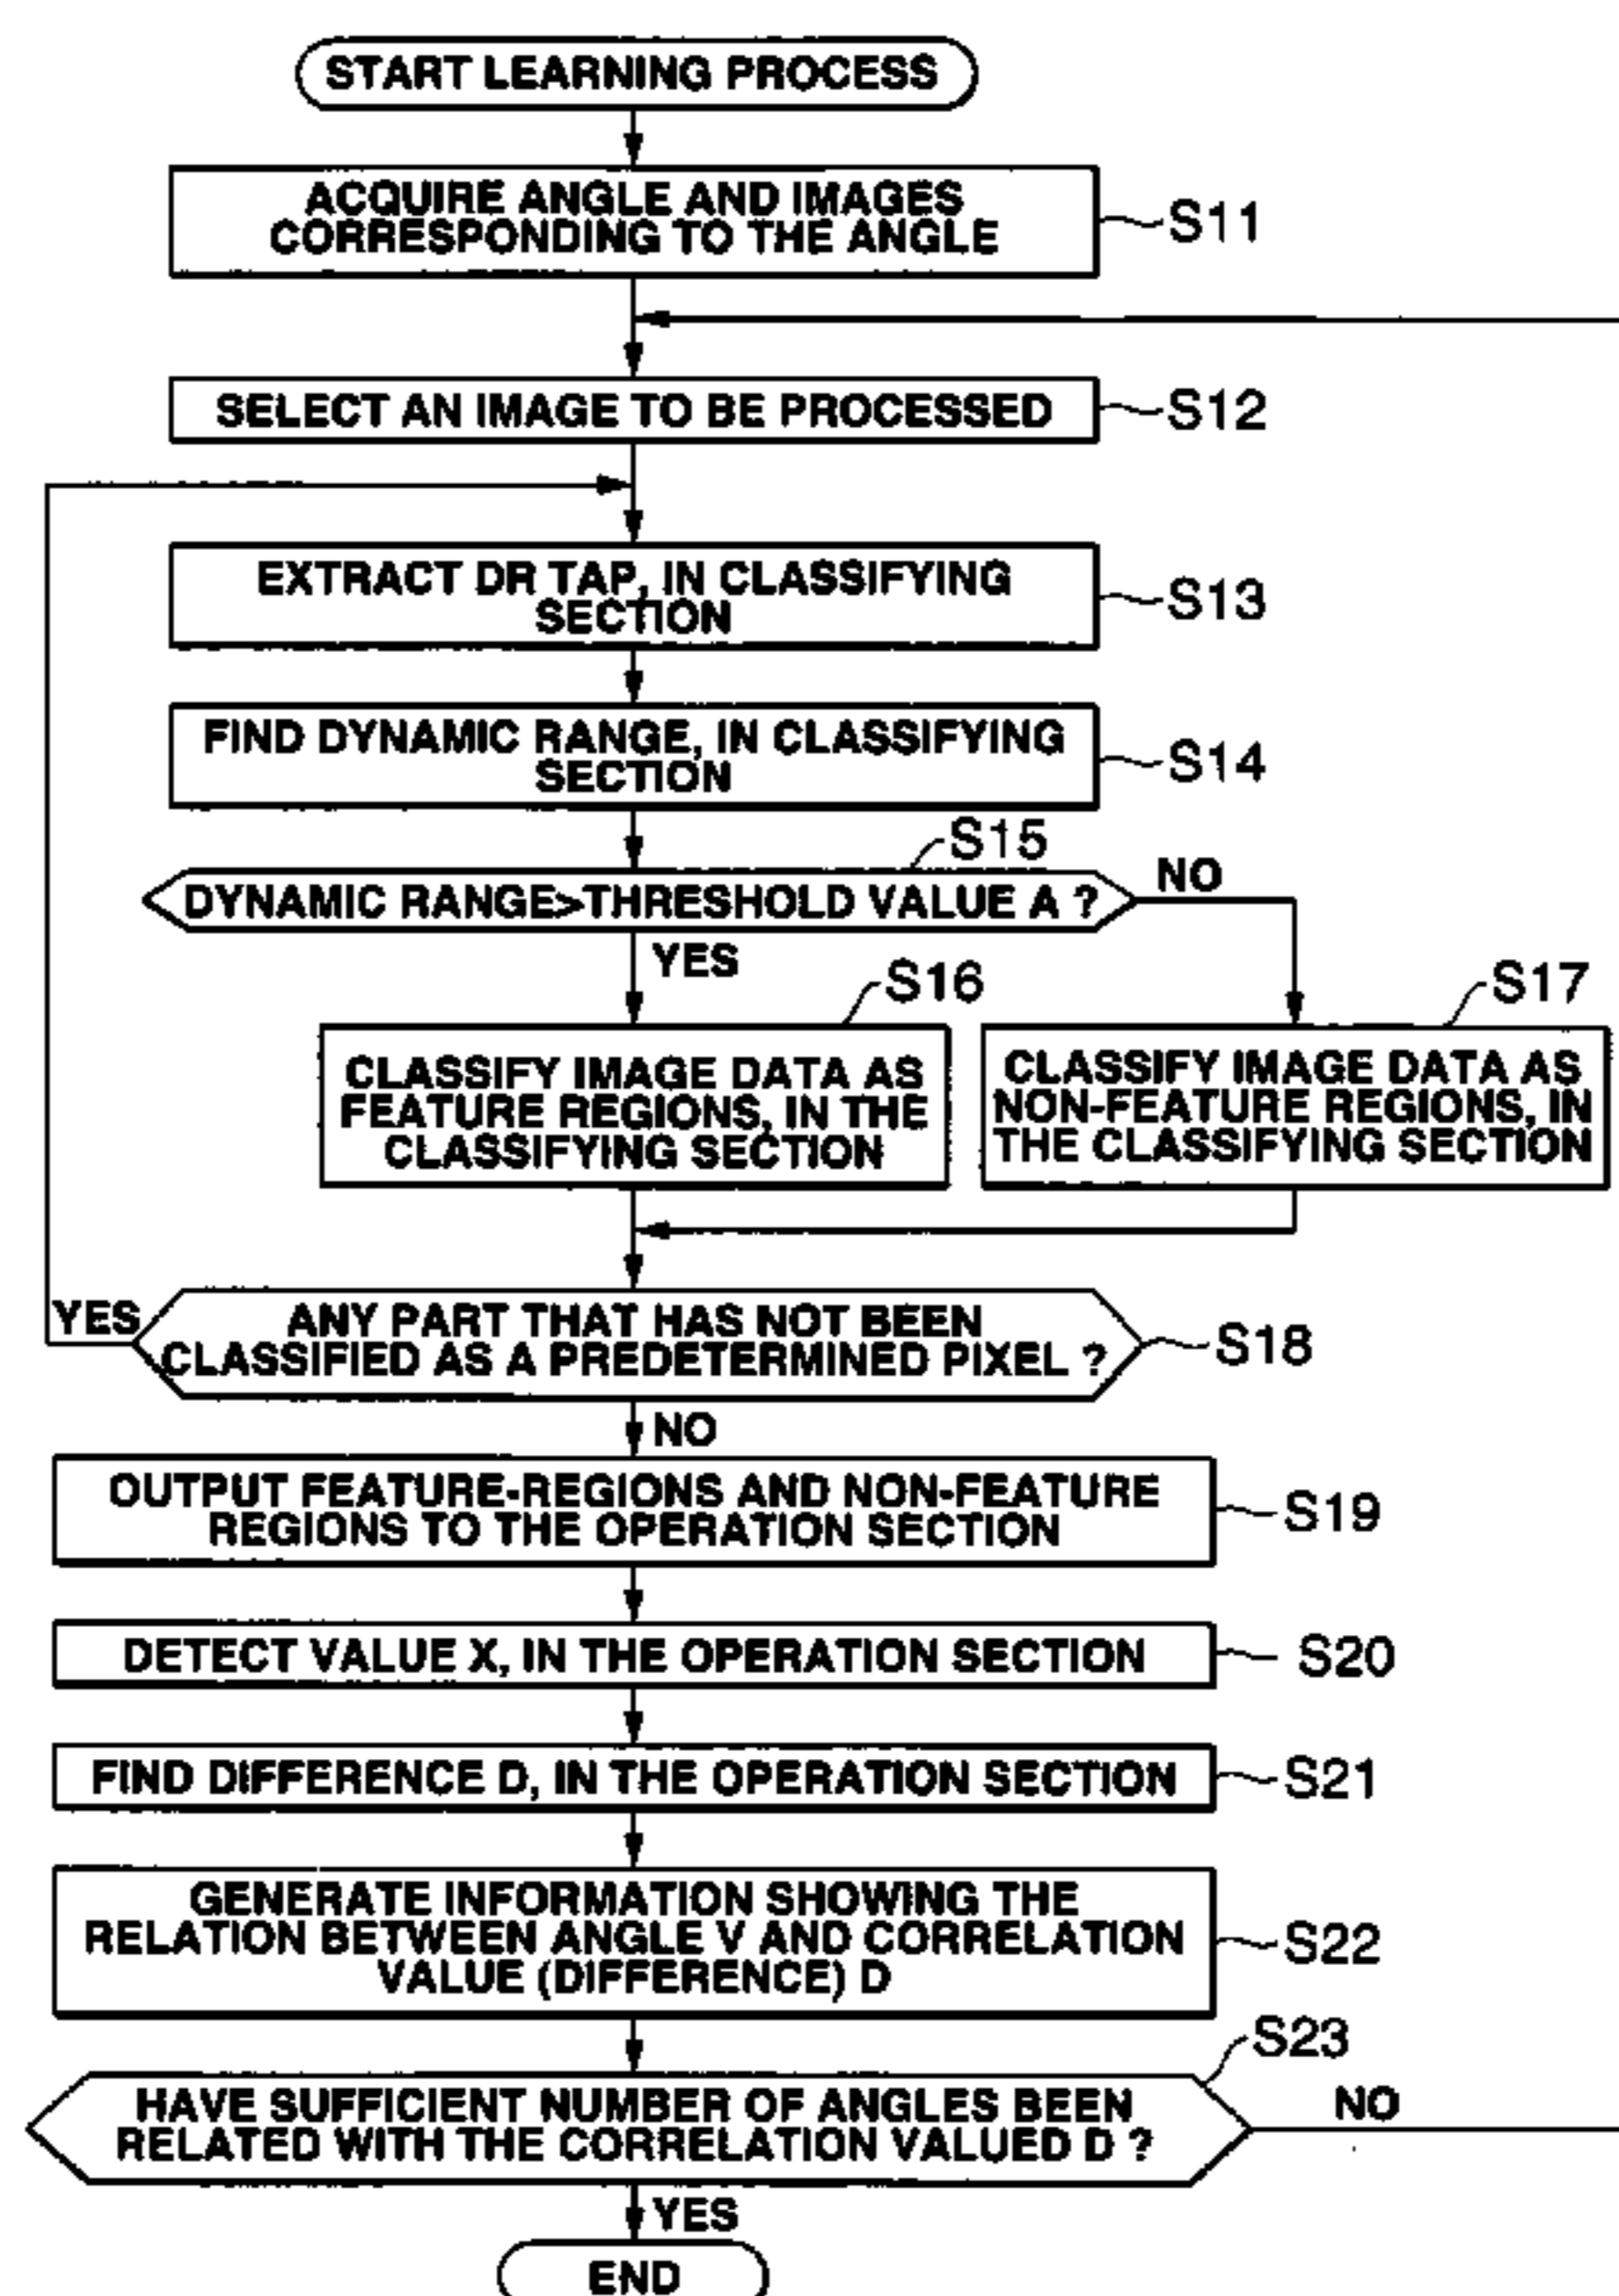 START LEARNING PROCESS
ACQUIRE ANGLE AND IMAGES
CORRESPONDING TO THE ANGLE
S11
SELECT AN IMAGE TO BE PROCESSED
S12
EXTRACT DR TAP, IN CLASSIFYING
SECTION
S13
FIND DYNAMIC RANGE, IN CLASSIFYING
SECTION
S14
S15
DYNAMIC RANGE>THRESHOLD VALUE A ?
NO
YES
S16
S17
CLASSIFY IMAGE DATA AS
FEATURE REGIONS, IN THE
CLASSIFYING SECTION
CLASSIFY IMAGE DATA AS
NON-FEATURE REGIONS, IN
THE CLASSIFYING SECTION
YES
ANY PART THAT HAS NOT BEEN
CLASSIFIED AS A PREDETERMINED PIXEL ?
S18
NO
OUTPUT FEATURE-REGIONS AND NON-FEATURE
REGIONS TO THE OPERATION SECTION
S19
DETECT VALUE X, IN THE OPERATION SECTION
S20
FIND DIFFERENCE D, IN THE OPERATION SECTION
S21
GENERATE INFORMATION SHOWING THE
RELATION BETWEEN ANGLE V AND CORRELATION
VALUE (DIFFERENCE) D
S22
S23
HAVE SUFFICIENT NUMBER OF ANGLES BEEN
RELATED WITH THE CORRELATION VALUED D ?
NO
YES
END